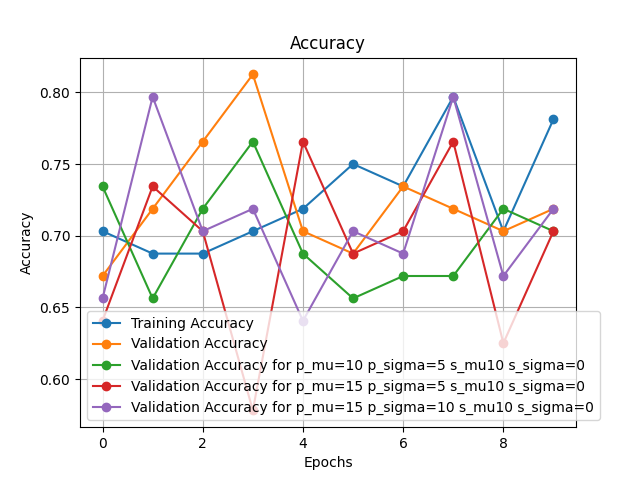 Accuracy
0.80
0.75
0.70
0.65
0.60
Accuracy
Training Accuracy
Validation Accuracy
Validation Accuracy for p_mu=10 p_sigma=5 s_mu10 s_sigma=0
Validation Accuracy for p_mu=15 p_sigma=5 s_mu10 s_sigma=0
Validation Accuracy for p_mu=15 p_sigma=10 s_mu10 s_sigma=0
0 2 4 6 8
Epochs